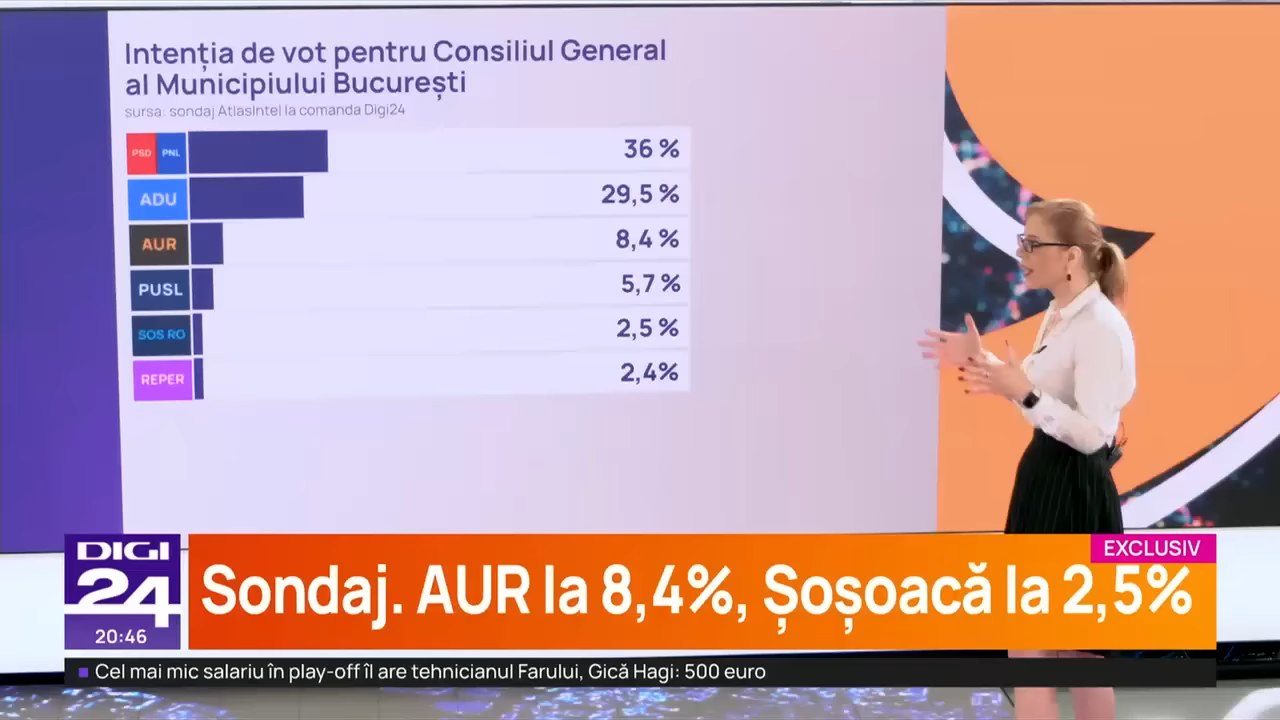 Intenția de vot pentru Consiliul General
al Municipiului București
sursa: sondaj AtlasIntel la comanda Digi24
PSD PNL 36 %
ADU 29,5 %
AUR 8,4 %
PUSL 5,7 %
SOS RO 2,5 %
REPER 2,4%
EXCLUSIV
DIGI
24
20:46
Sondaj. AUR la 8,4%, Șoșoacă la 2,5%
Cel mai mic salariu în play-off îl are tehnicianul Farului, Gică Hagi: 500 euro